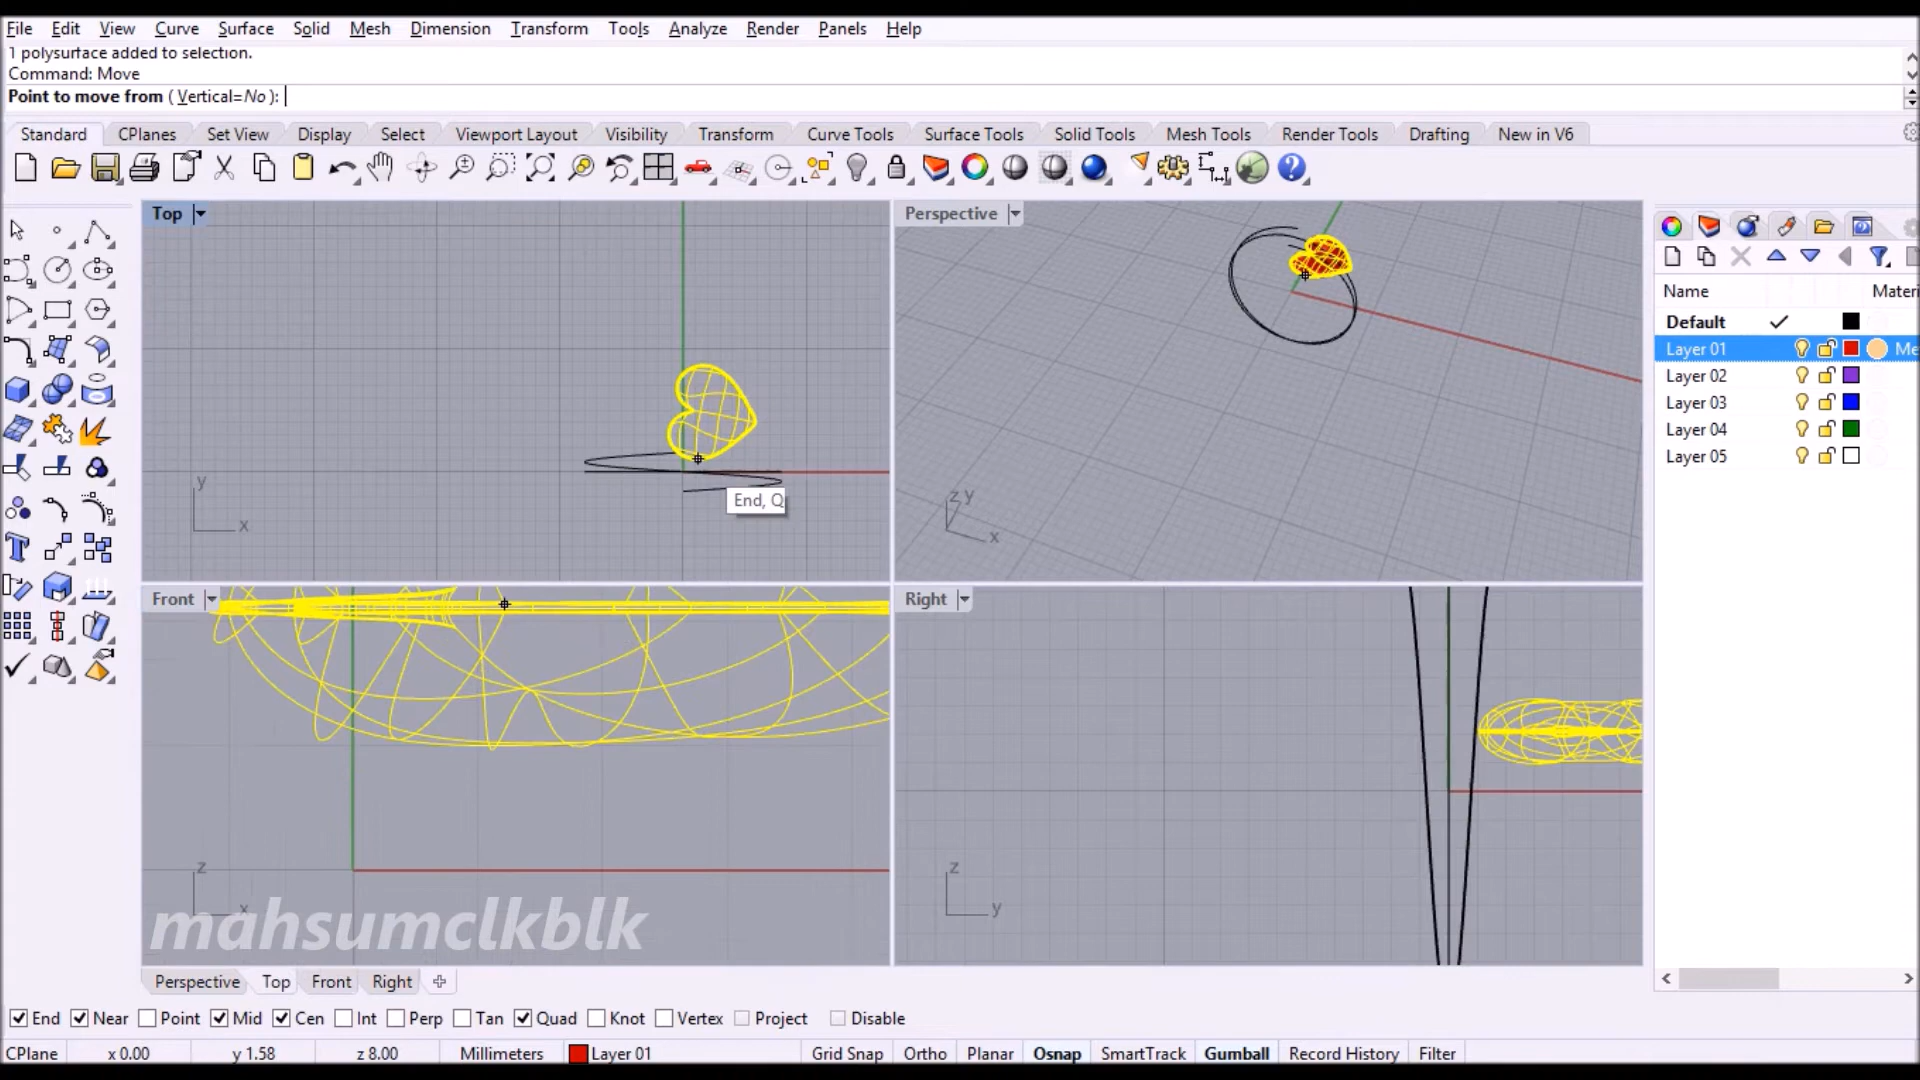 File Edit View Curve Surface Solid Mesh Dimension Transform Tools Analyze Render Panels Help
1 polysurface added to selection.
Command: Move
Point to move from ( Vertical=No ):
Standard CPlanes Set View Display Select Viewport Layout Visibility Transform Curve Tools Surface Tools Solid Tools Mesh Tools Render Tools Drafting New in V6
Top
Perspective
Name Materi
Default
Layer 01 Me
Layer 02
Layer 03
Layer 04
Layer 05
y
x
End, Q
z y
x
Front
Right
z
x
z
y
mahsumclkblk
Perspective Top Front Right
End Near Point Mid Cen Int Perp Tan Quad Knot Vertex Project Disable
CPlane x 0.00 y 1.58 z 8.00 Millimeters Layer 01 Grid Snap Ortho Planar Osnap SmartTrack Gumball Record History Filter